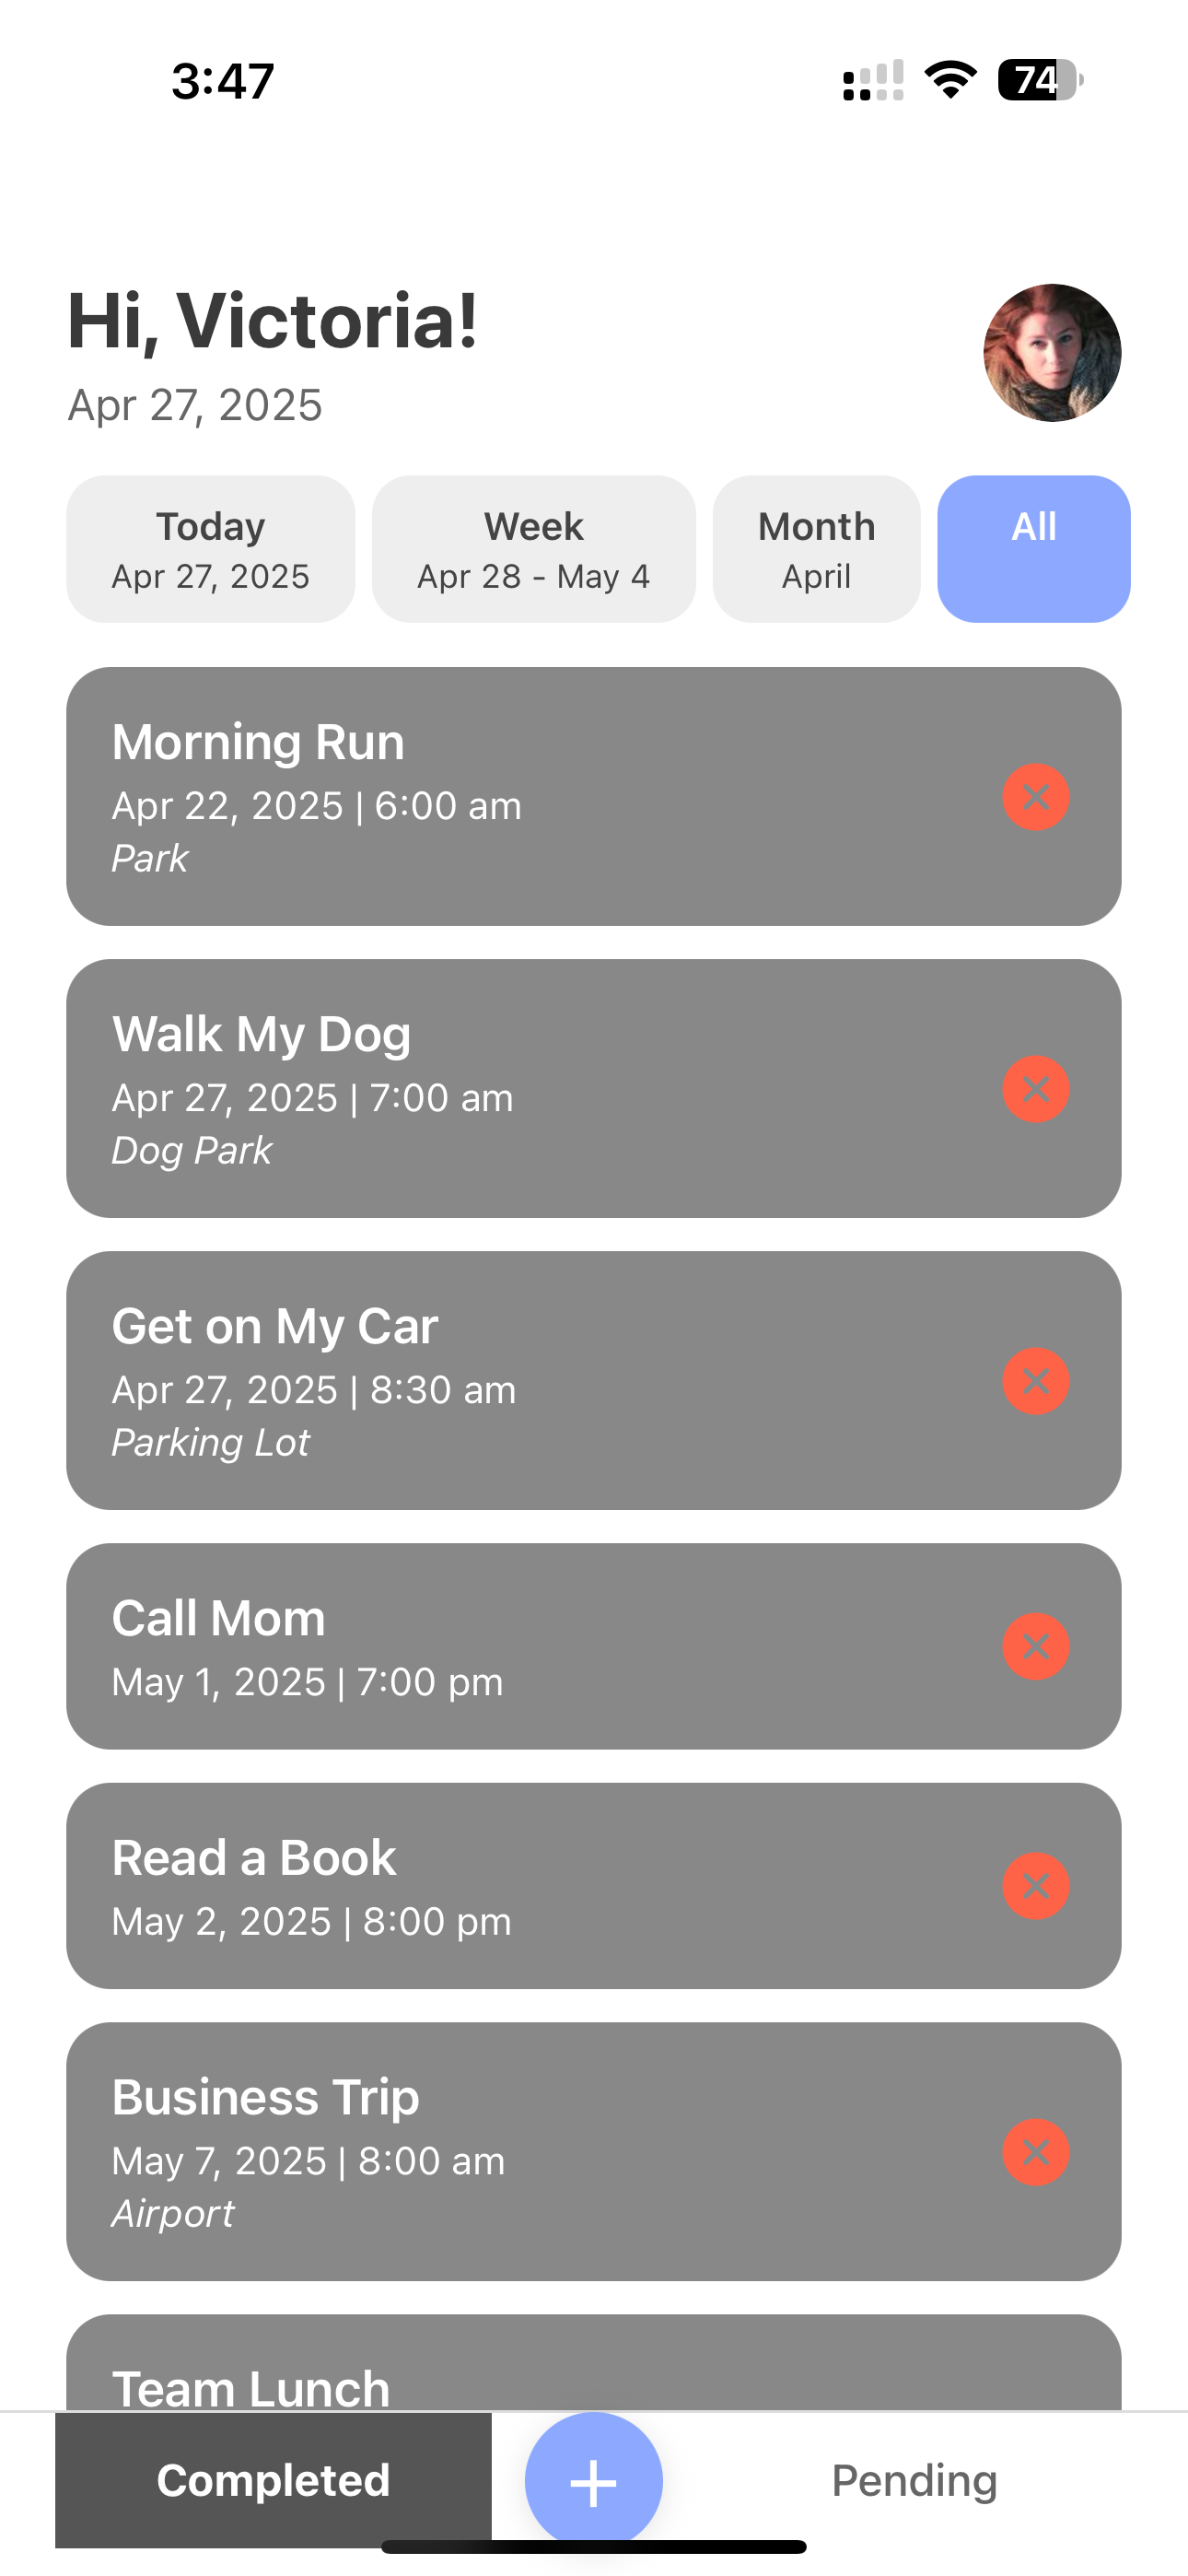 3:47
74
Hi, Victoria!
Apr 27, 2025
Today
Apr 27, 2025
Week
Apr 28 - May 4
Month
April
All
Morning Run
Apr 22, 2025 | 6:00 am
Park
Walk My Dog
Apr 27, 2025 | 7:00 am
Dog Park
Get on My Car
Apr 27, 2025 | 8:30 am
Parking Lot
Call Mom
May 1, 2025 | 7:00 pm
Read a Book
May 2, 2025 | 8:00 pm
Business Trip
May 7, 2025 | 8:00 am
Airport
Team Lunch
Completed
Pending